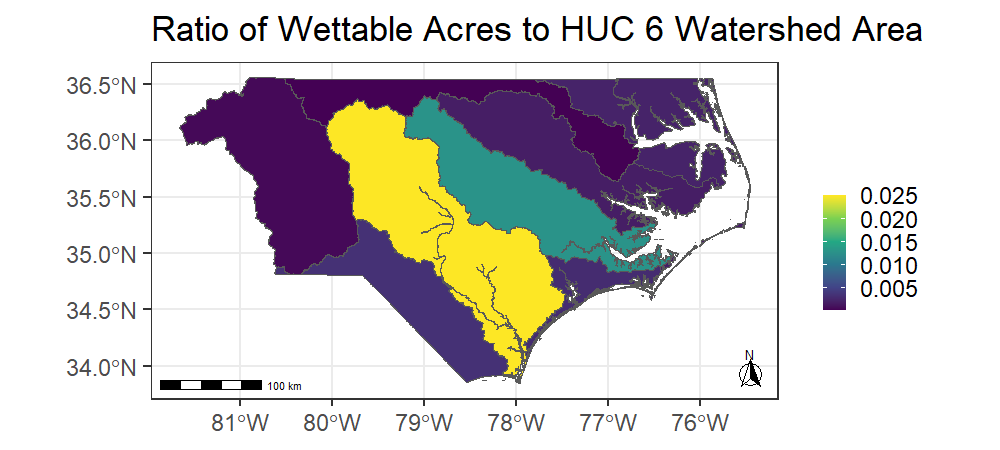 Ratio of Wettable Acres to HUC 6 Watershed Area
36.5°N
36.0°N
35.5°N
35.0°N
34.5°N
34.0°N
81°W 80°W 79°W 78°W 77°W 76°W
100 km
N
0.025
0.020
0.015
0.010
0.005